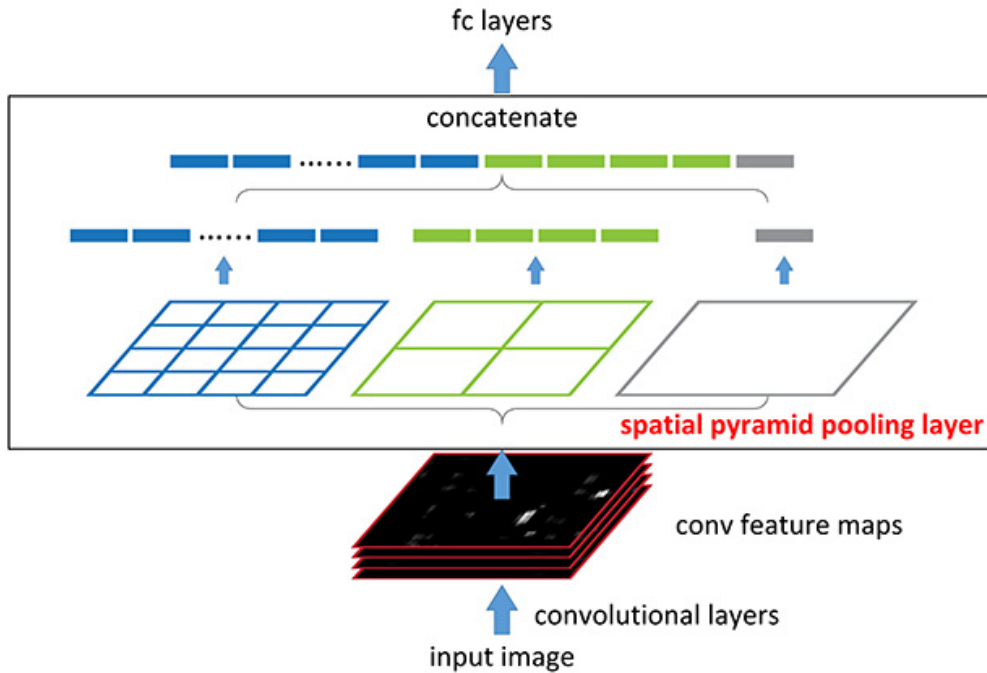 fc layers
concatenate
......
......
spatial pyramid pooling layer
conv feature maps
convolutional layers
input image